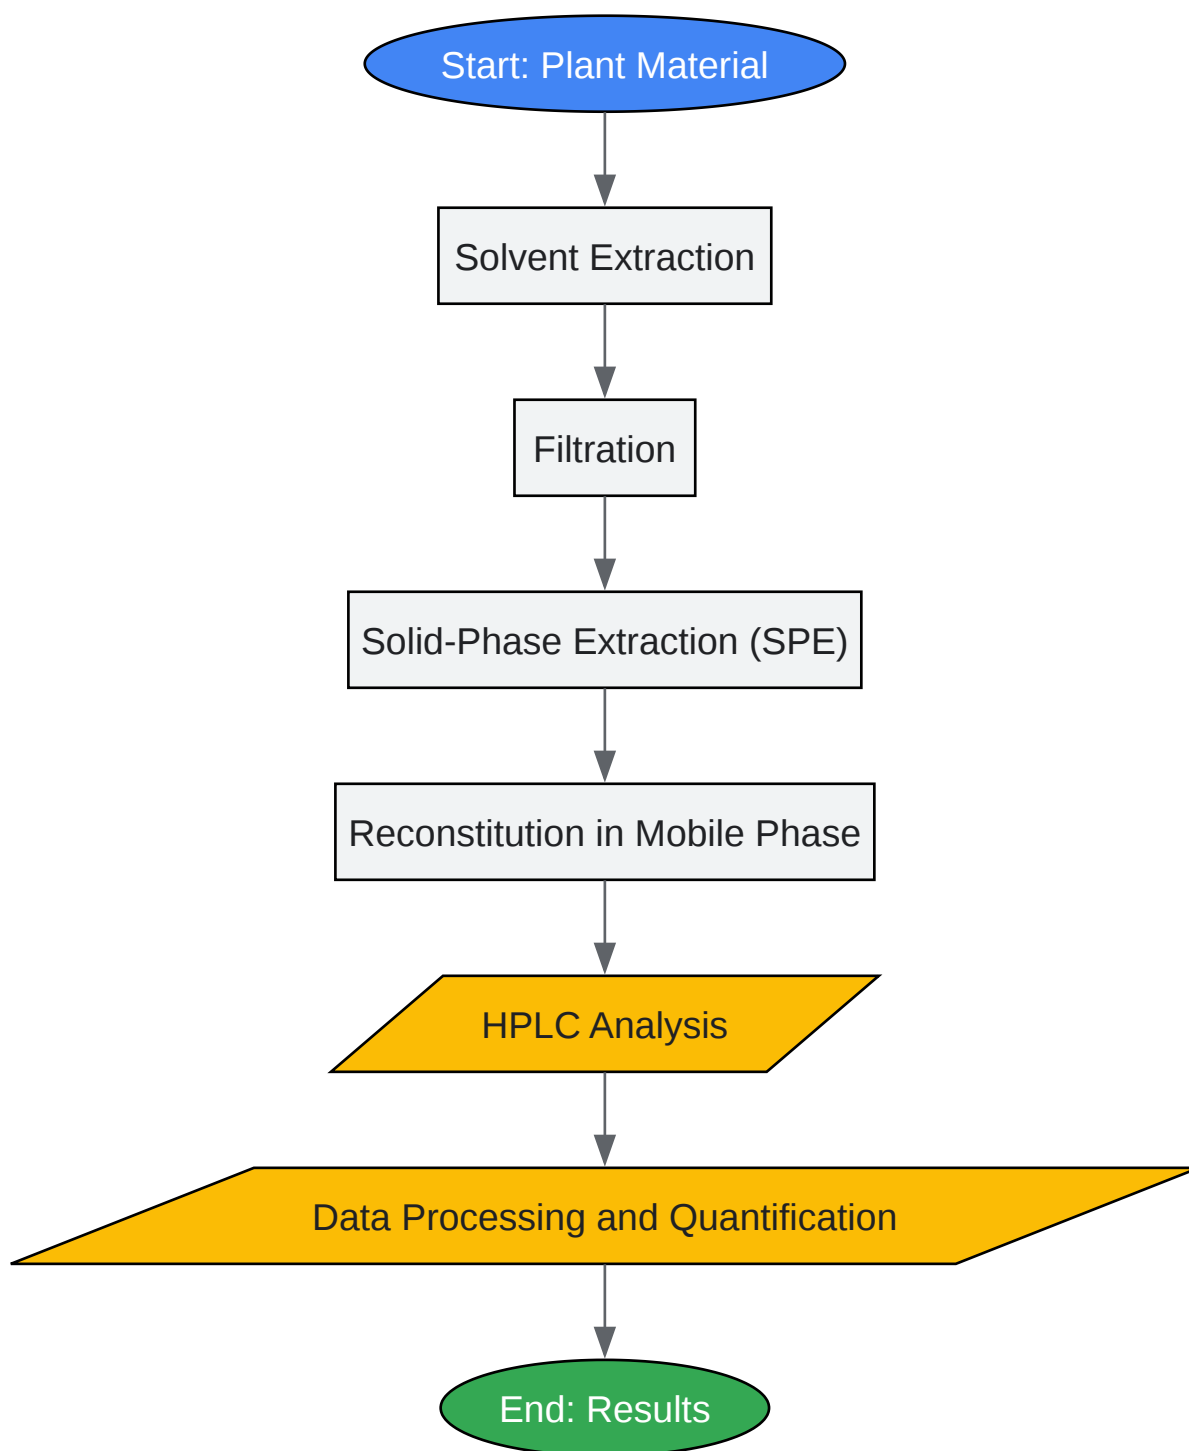 Start: Plant Material
Solvent Extraction
Filtration
Solid-Phase Extraction (SPE)
Reconstitution in Mobile Phase
HPLC Analysis
Data Processing and Quantification
End: Results